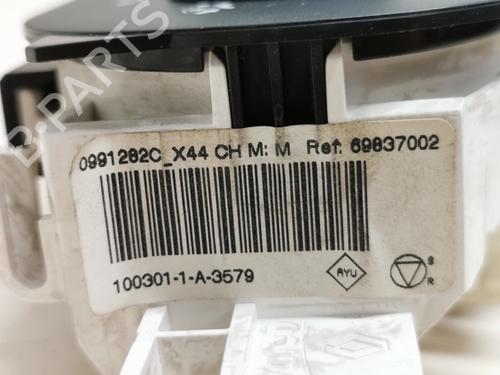 0991282C_X44 CH M: M Ref: 69837002
100301-1-A-3579
AYU
S
R
B-Parts